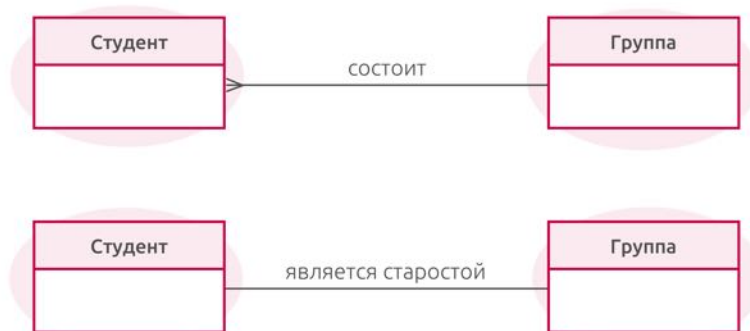 Студент
Группа
состоит
Студент
Группа
является старостой